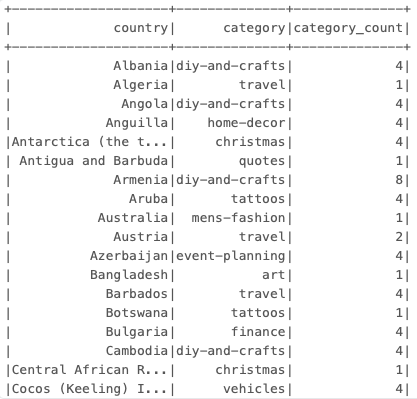 +--------------------+--------------+--------------+
|             country|      category|category_count|
+--------------------+--------------+--------------+
|             Albania|diy-and-crafts|             4|
|             Algeria|        travel|             1|
|              Angola|diy-and-crafts|             4|
|            Anguilla|    home-decor|             4|
|Antarctica (the t...|     christmas|             4|
| Antigua and Barbuda|        quotes|             1|
|             Armenia|diy-and-crafts|             8|
|               Aruba|       tattoos|             4|
|           Australia|  mens-fashion|             1|
|             Austria|        travel|             2|
|          Azerbaijan|event-planning|             4|
|          Bangladesh|           art|             1|
|            Barbados|        travel|             4|
|            Botswana|       tattoos|             1|
|            Bulgaria|       finance|             4|
|            Cambodia|diy-and-crafts|             4|
|Central African R...|     christmas|             1|
|Cocos (Keeling) I...|      vehicles|             4|